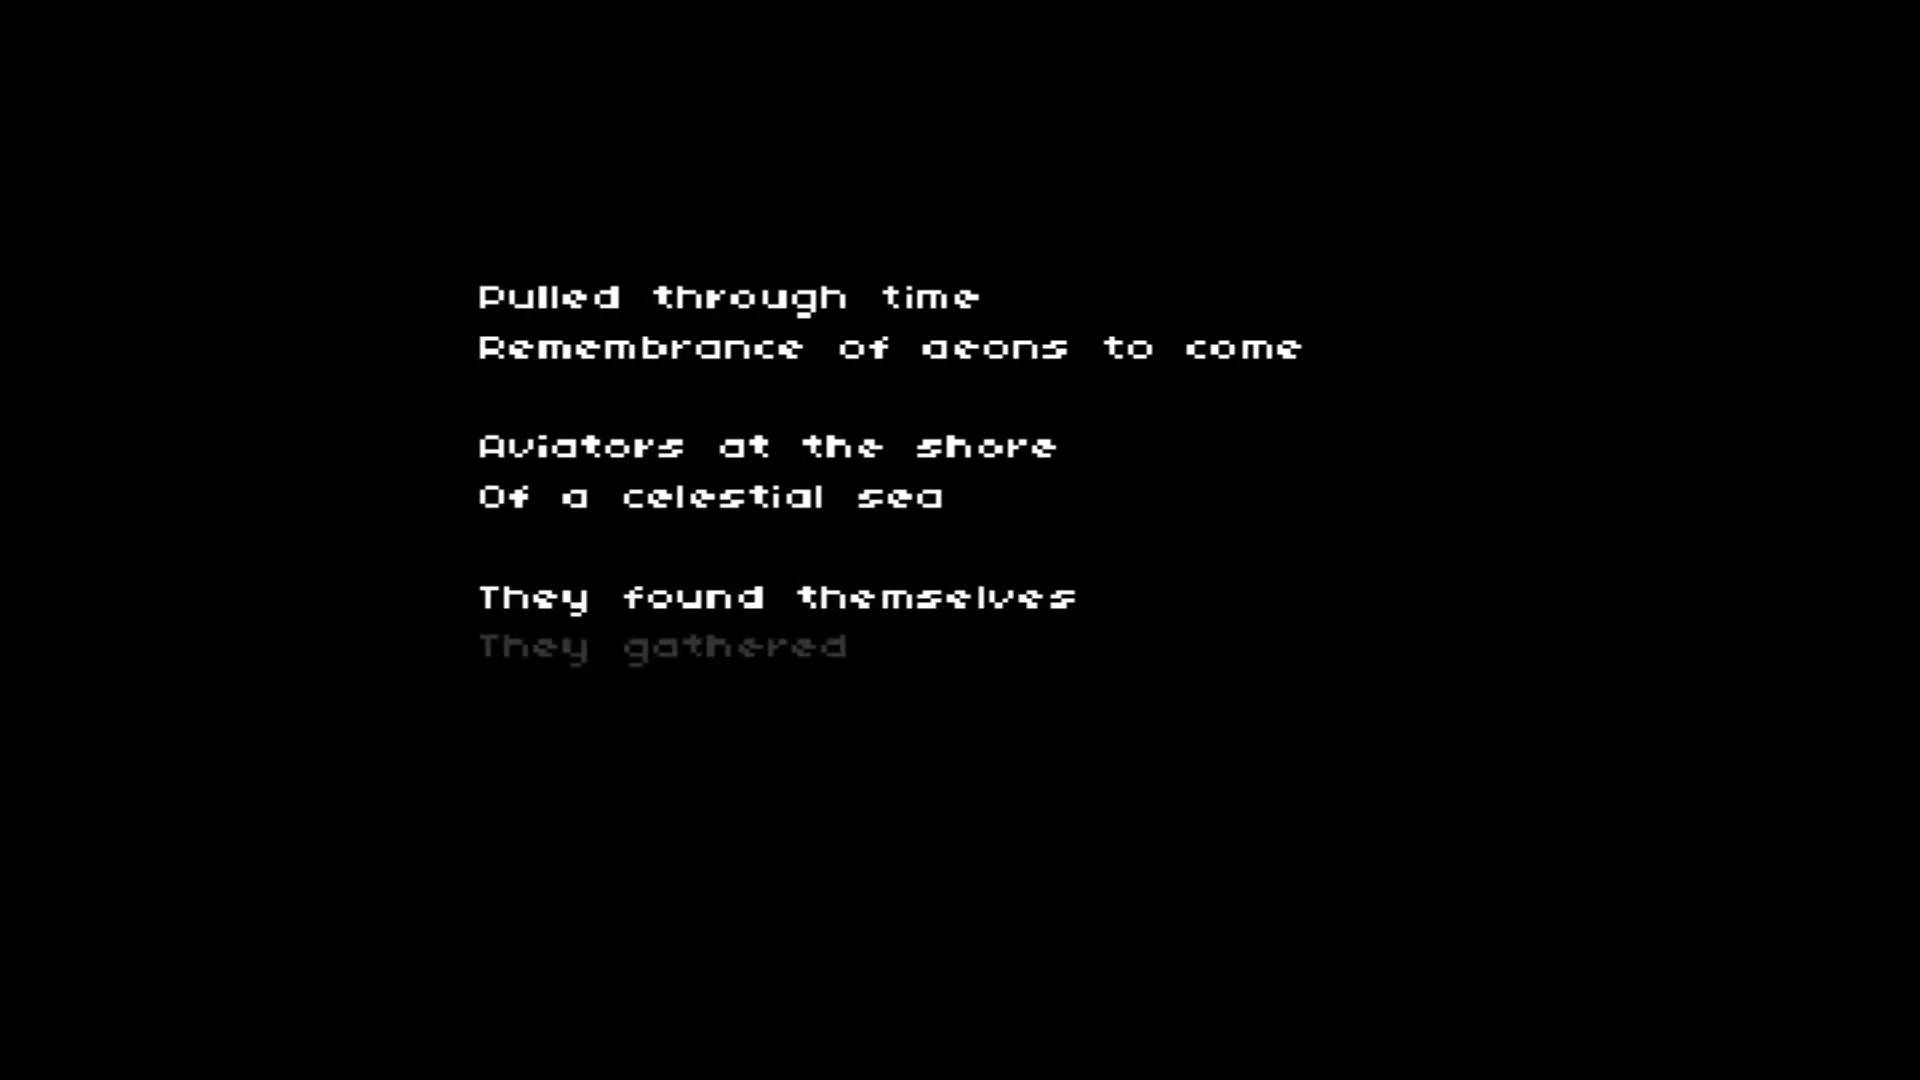 Pulled through time
Remembrance of aeons to come
Aviators at the shore
Of a celestial sea
They found themselves
They gathered